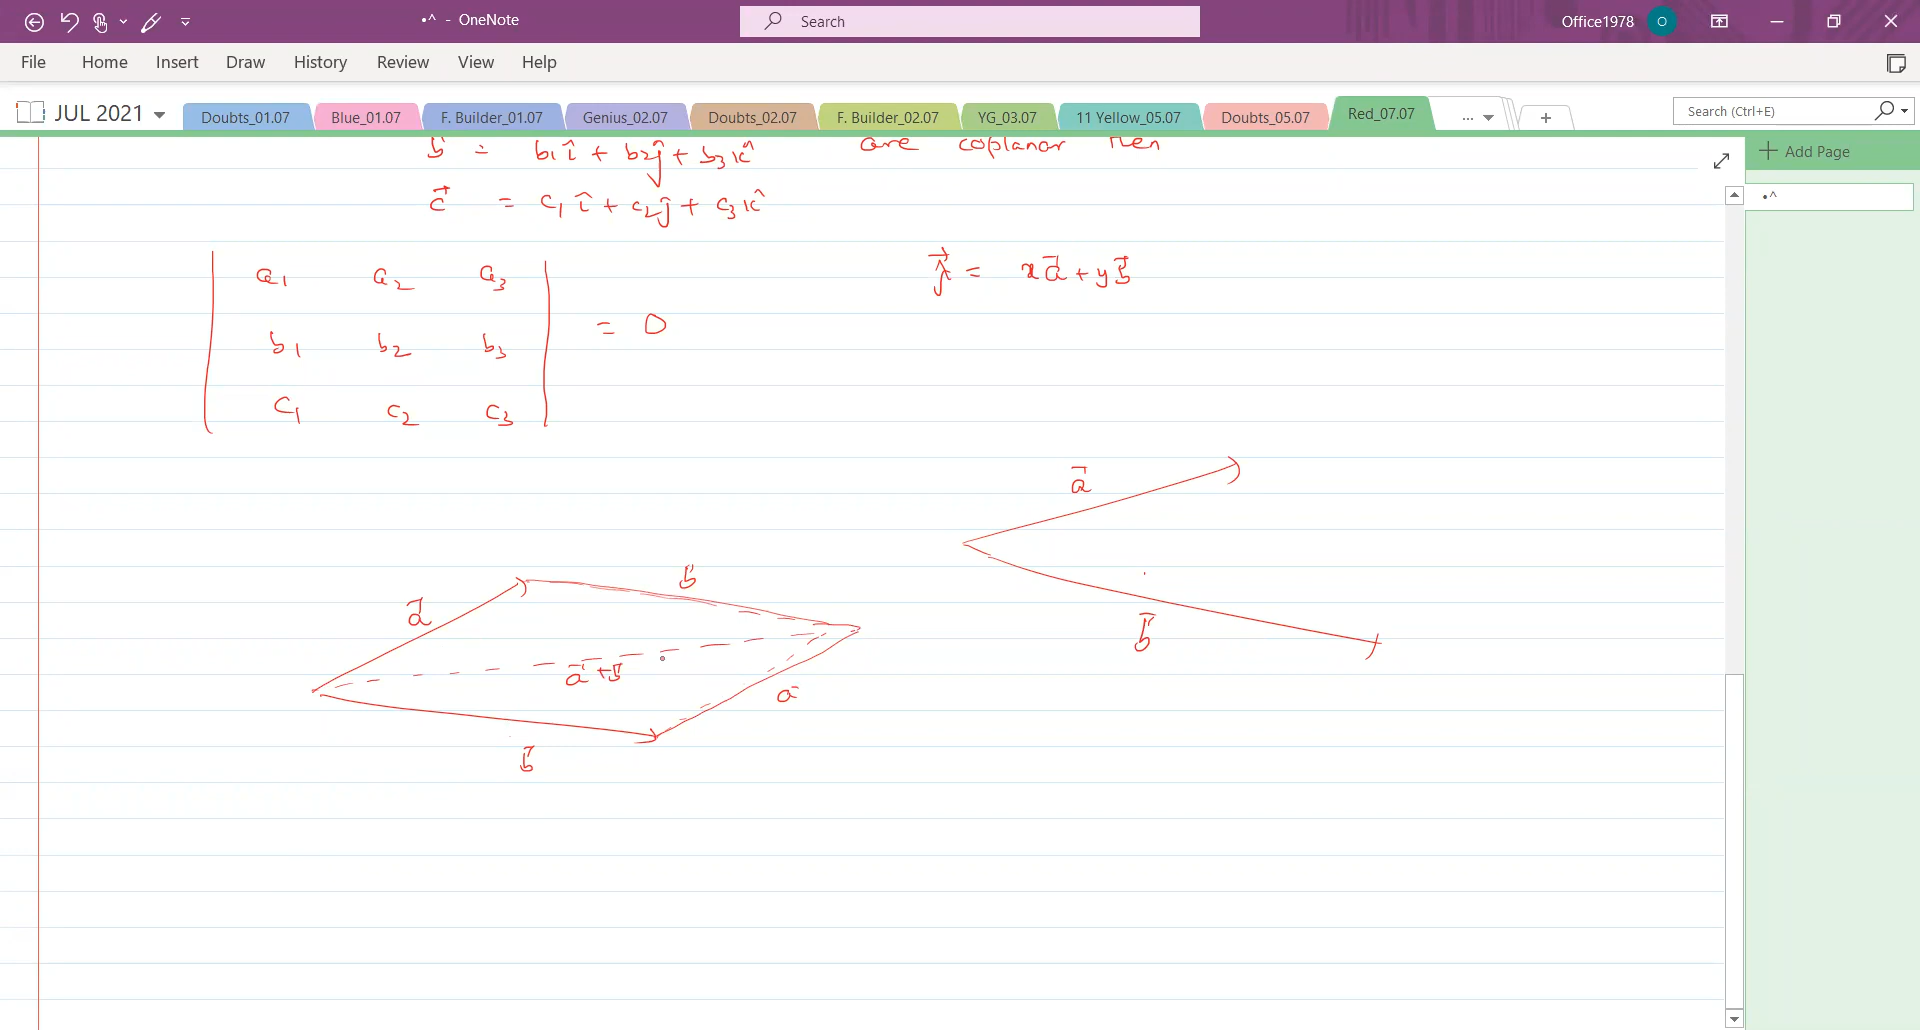 •^ - OneNote
Search
Office1978
O
File Home Insert Draw History Review View Help
JUL 2021
Doubts_01.07 Blue_01.07 F. Builder_01.07 Genius_02.07 Doubts_02.07 F. Builder_02.07 YG_03.07 11 Yellow_05.07 Doubts_05.07 Red_07.07 ... +
Search (Ctrl+E)
Add Page
•^
b⃗ = b₁î + b₂ĵ + b₃k̂ are coplanar then
c⃗ = c₁î + c₂ĵ + c₃k̂
a₁ a₂ a₃
b₁ b₂ b₃ = 0
c₁ c₂ c₃
= xa⃗ + yb⃗
a⃗
b⃗
a⃗
b⃗
a⃗ + b⃗
a⃗
b⃗